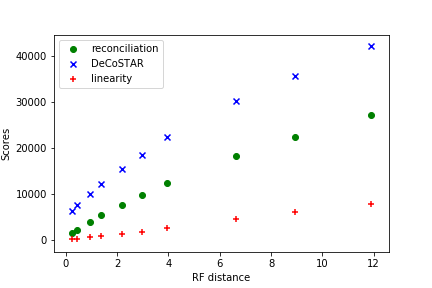 reconciliation
DeCoSTAR
linearity
40000
30000
20000
10000
0
Scores
0 2 4 6 8 10 12
RF distance